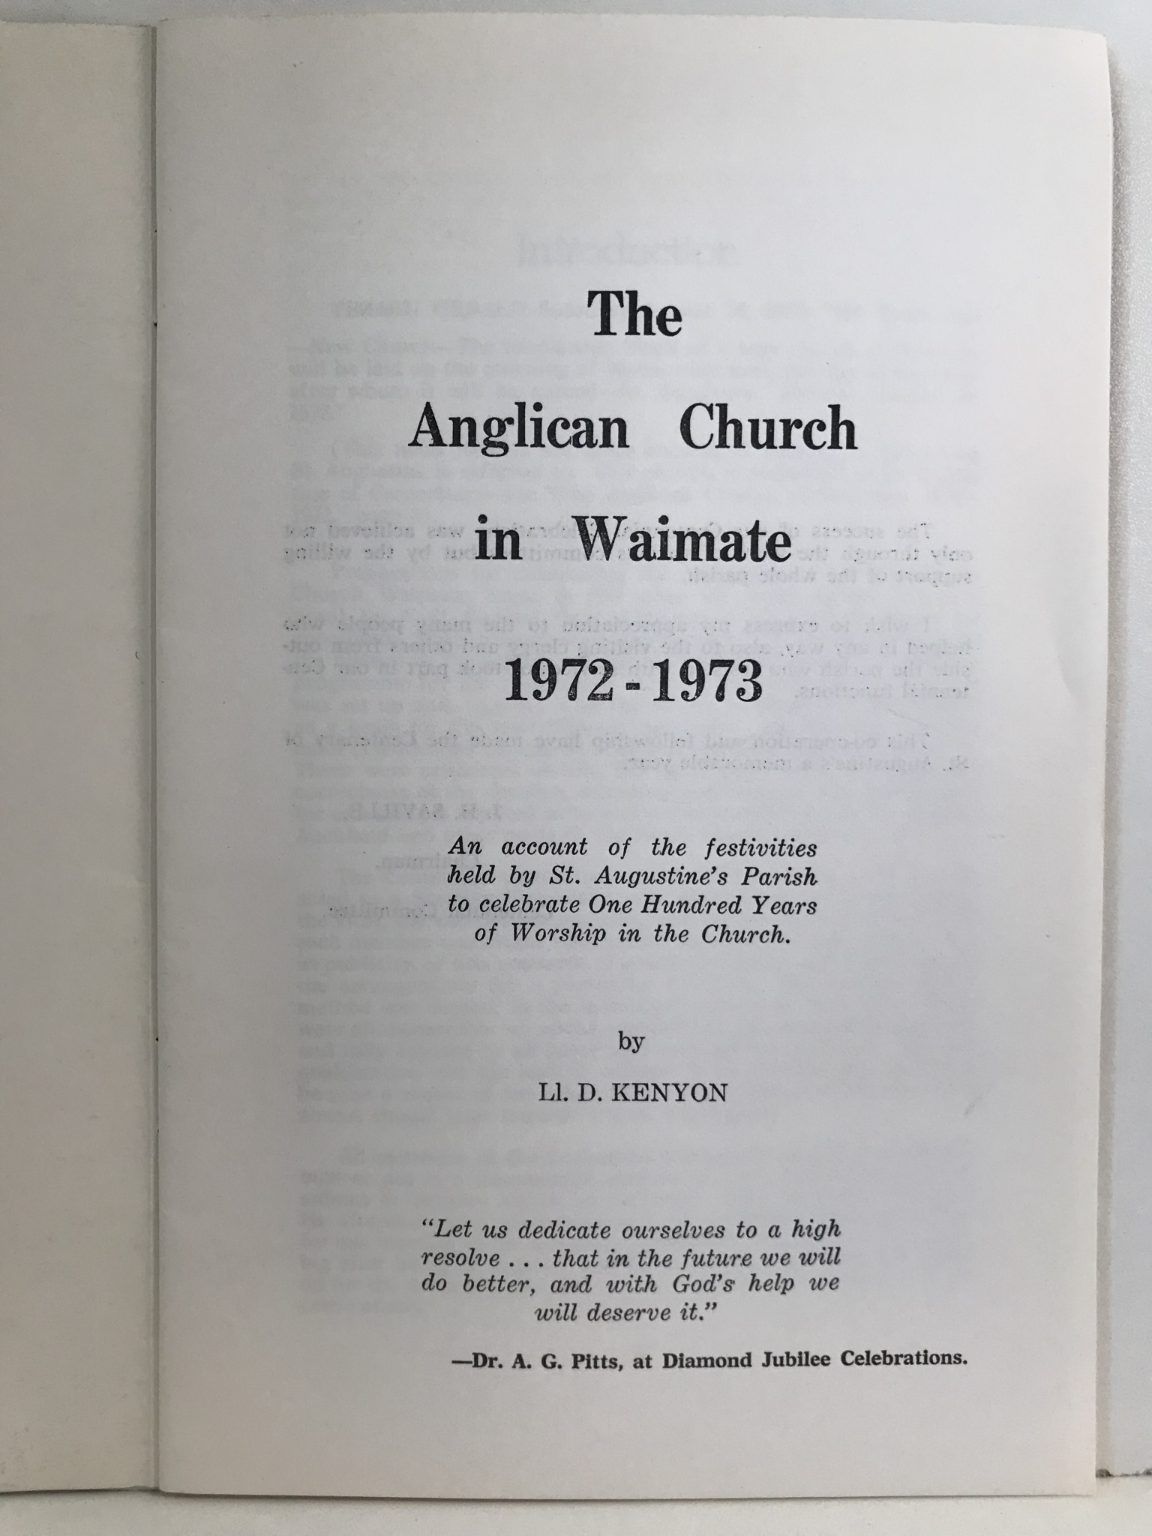 The
Anglican Church
in Waimate
1972-1973
An account of the festivities
held by St. Augustine's Parish
to celebrate One Hundred Years
of Worship in the Church.
by
Ll. D. KENYON
"Let us dedicate ourselves to a high
resolve . . . that in the future we will
do better, and with God's help we
will deserve it."
—Dr. A. G. Pitts, at Diamond Jubilee Celebrations.